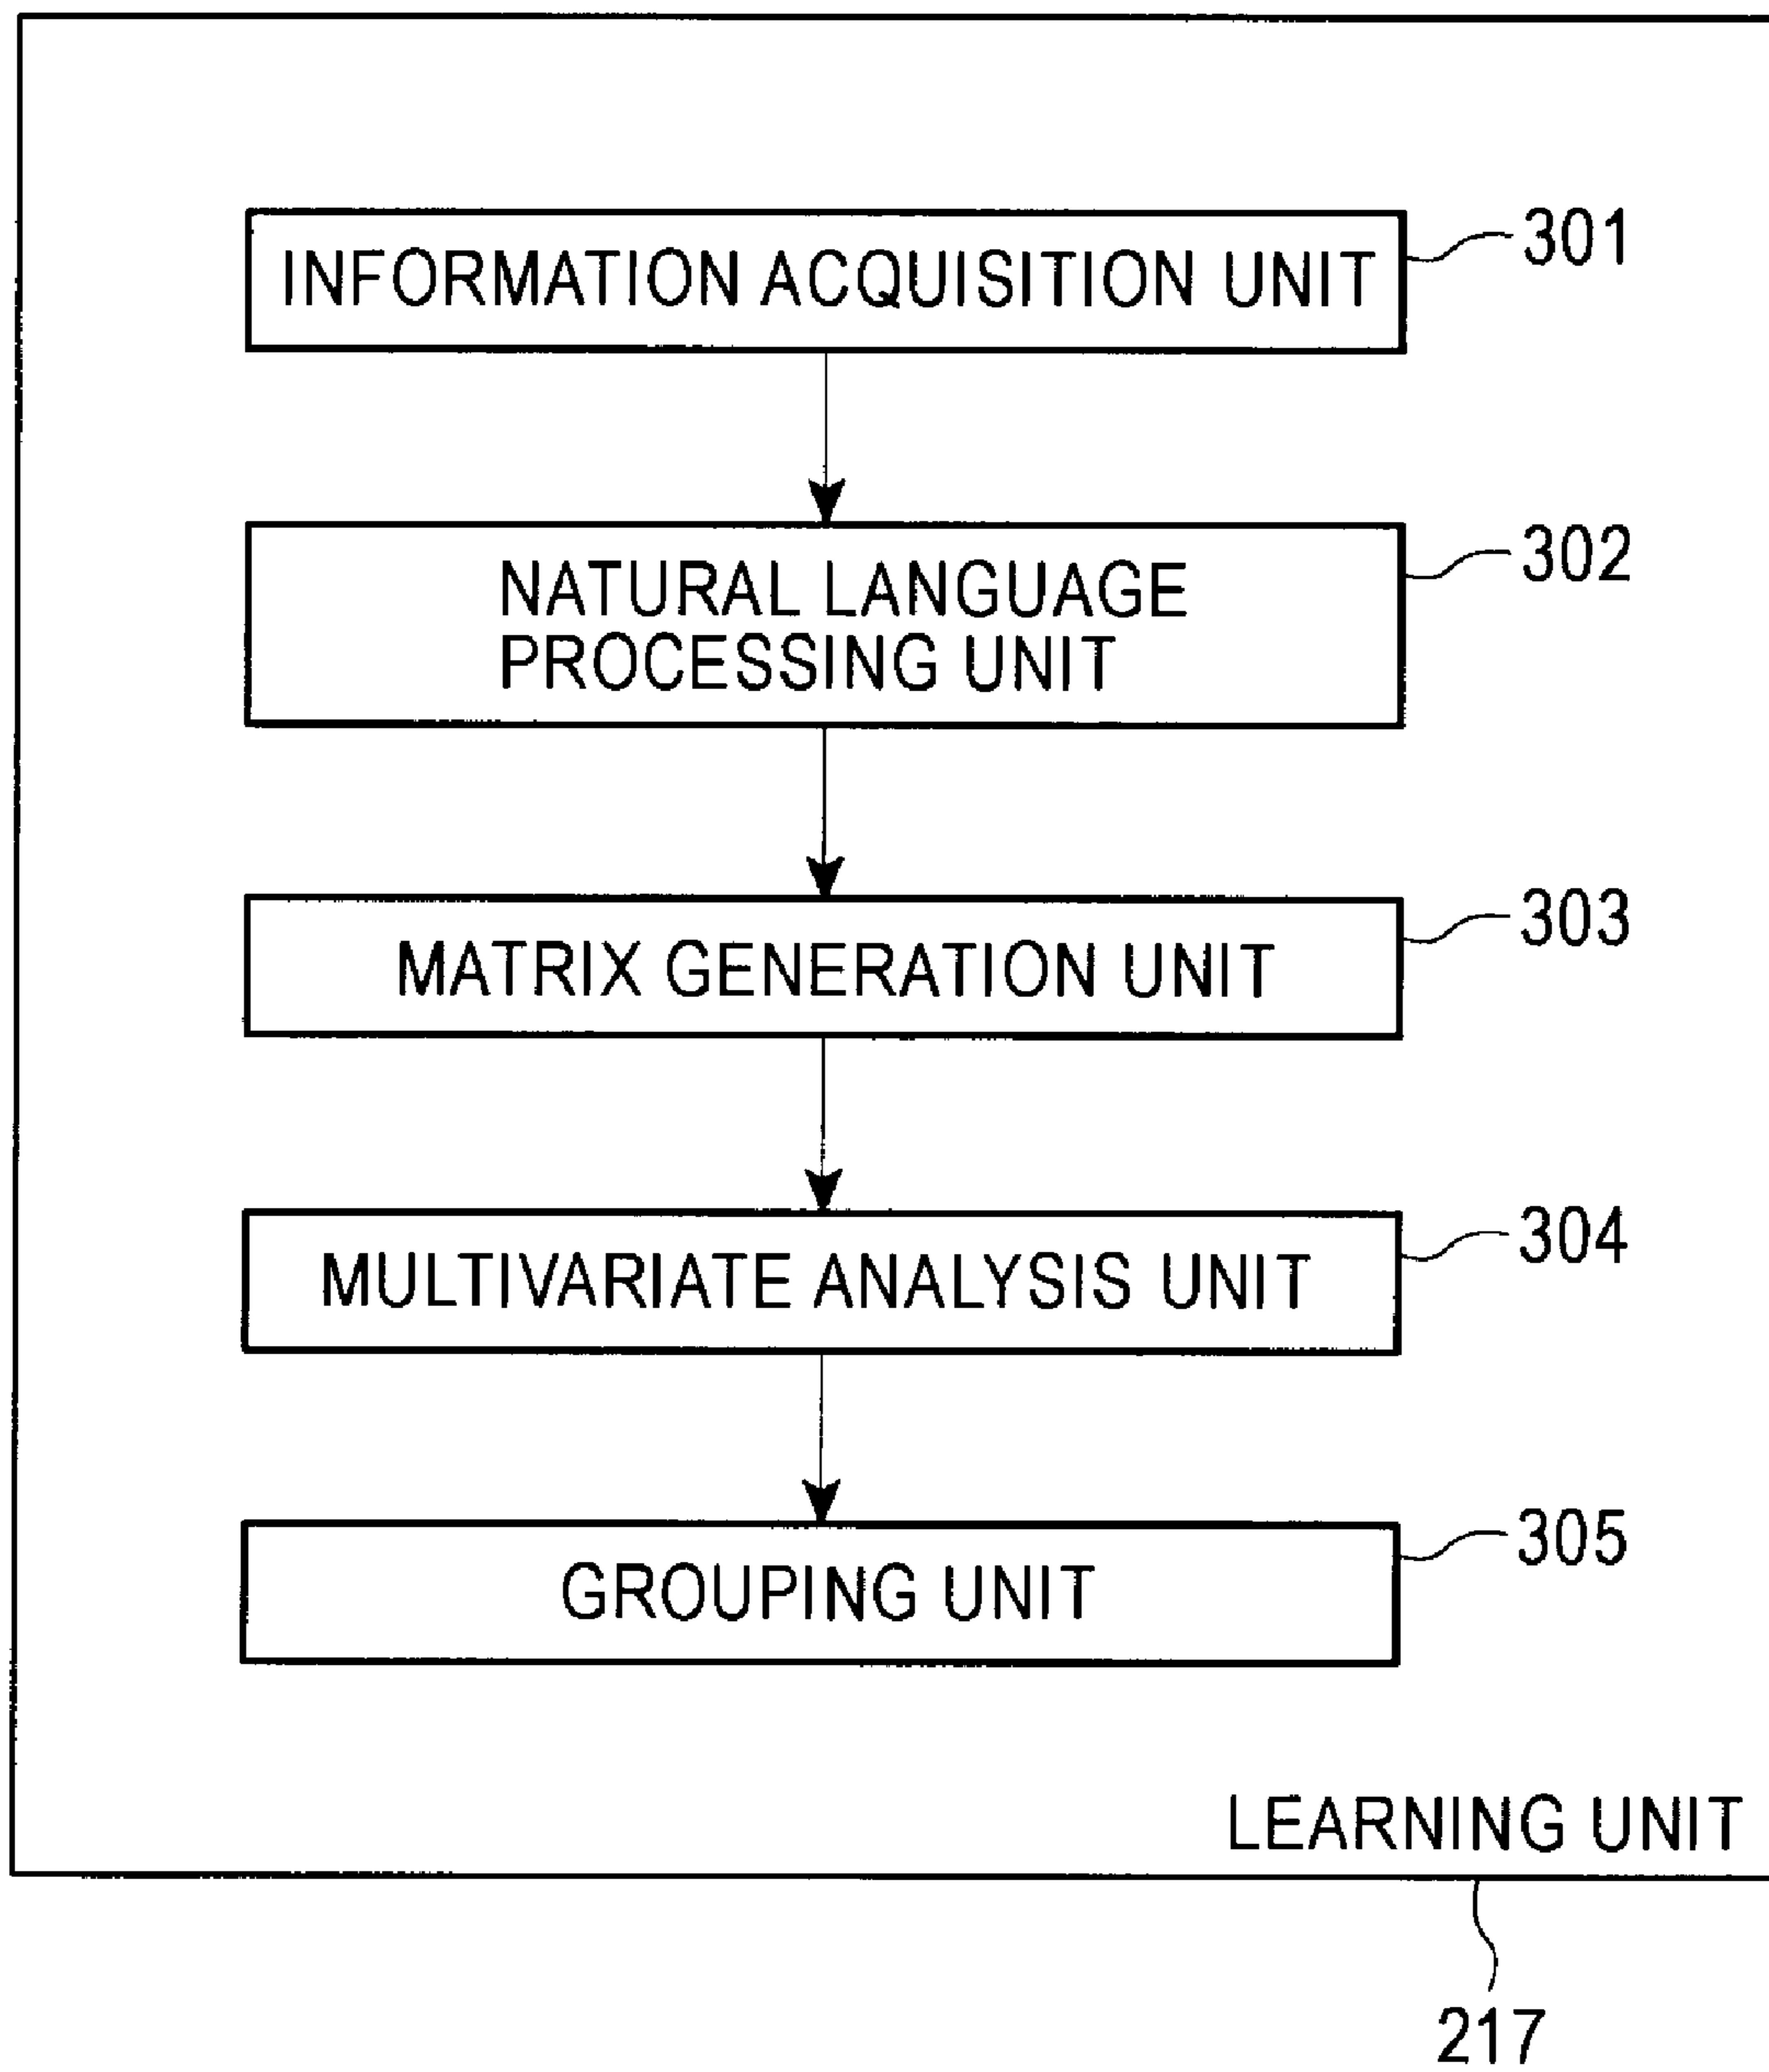 INFORMATION ACQUISITION UNIT
301
NATURAL LANGUAGE
PROCESSING UNIT
302
MATRIX GENERATION UNIT
303
MULTIVARIATE ANALYSIS UNIT
304
GROUPING UNIT
305
LEARNING UNIT
217